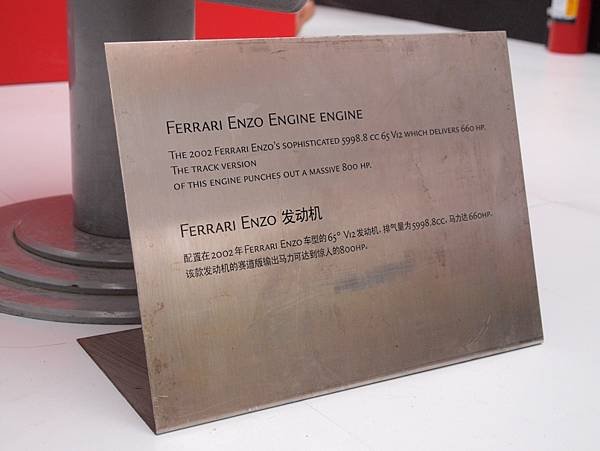 FERRARI ENZO ENGINE ENGINE
THE 2002 FERRARI ENZO'S SOPHISTICATED 5998.8 CC 65 V12 WHICH DELIVERS 660 HP.
THE TRACK VERSION
OF THIS ENGINE PUNCHES OUT A MASSIVE 800 HP.
FERRARI ENZO 发动机
配置在2002年FERRARI ENZO车型的65° V12发动机，排气量为5998.8CC，马力达660HP。
该款发动机的赛道版输出马力可达到惊人的800HP。